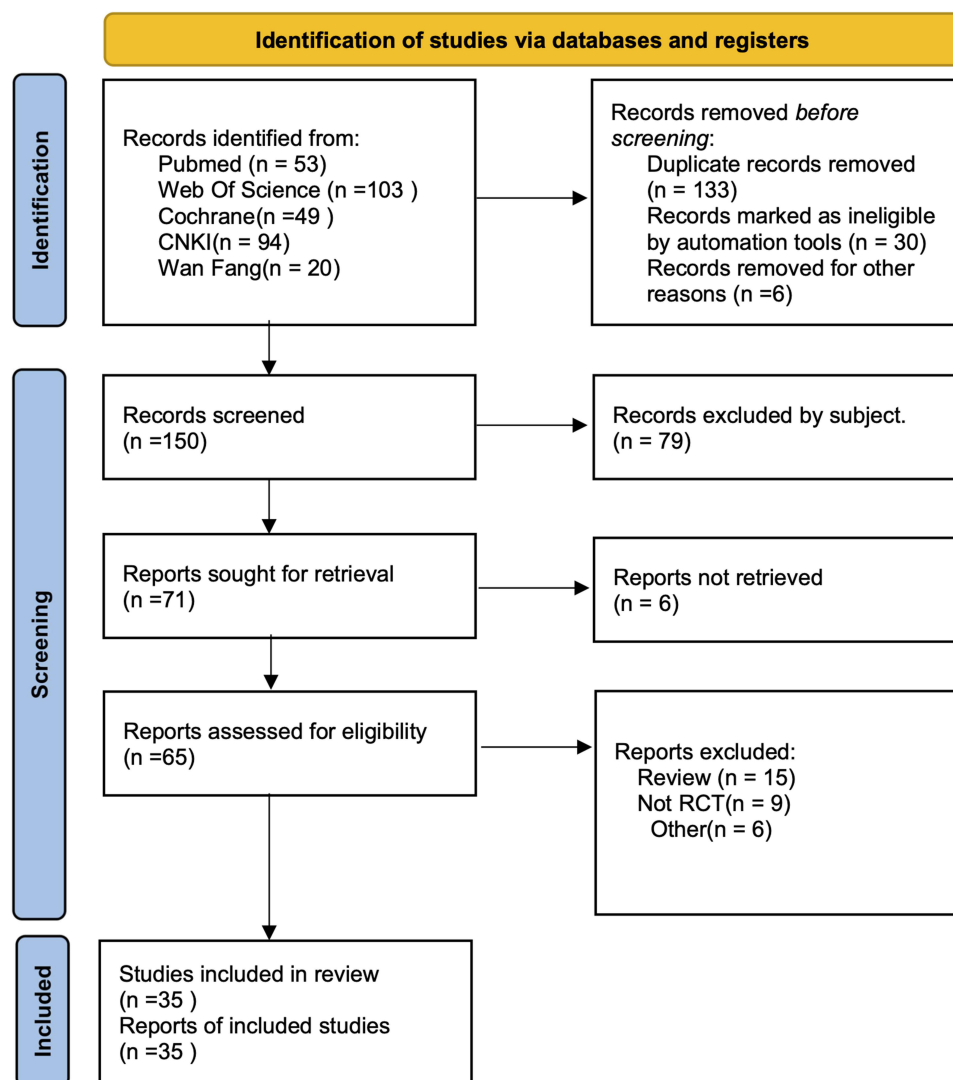 Identification of studies via databases and registers
Identification
Records identified from:
Pubmed (n = 53)
Web Of Science (n =103 )
Cochrane(n =49 )
CNKI(n = 94)
Wan Fang(n = 20)
Records removed before
screening:
Duplicate records removed
(n = 133)
Records marked as ineligible
by automation tools (n = 30)
Records removed for other
reasons (n =6)
Screening
Records screened
(n =150)
Records excluded by subject.
(n = 79)
Reports sought for retrieval
(n =71)
Reports not retrieved
(n = 6)
Reports assessed for eligibility
(n =65)
Reports excluded:
Review (n = 15)
Not RCT(n = 9)
Other(n = 6)
Included
Studies included in review
(n =35 )
Reports of included studies
(n =35 )